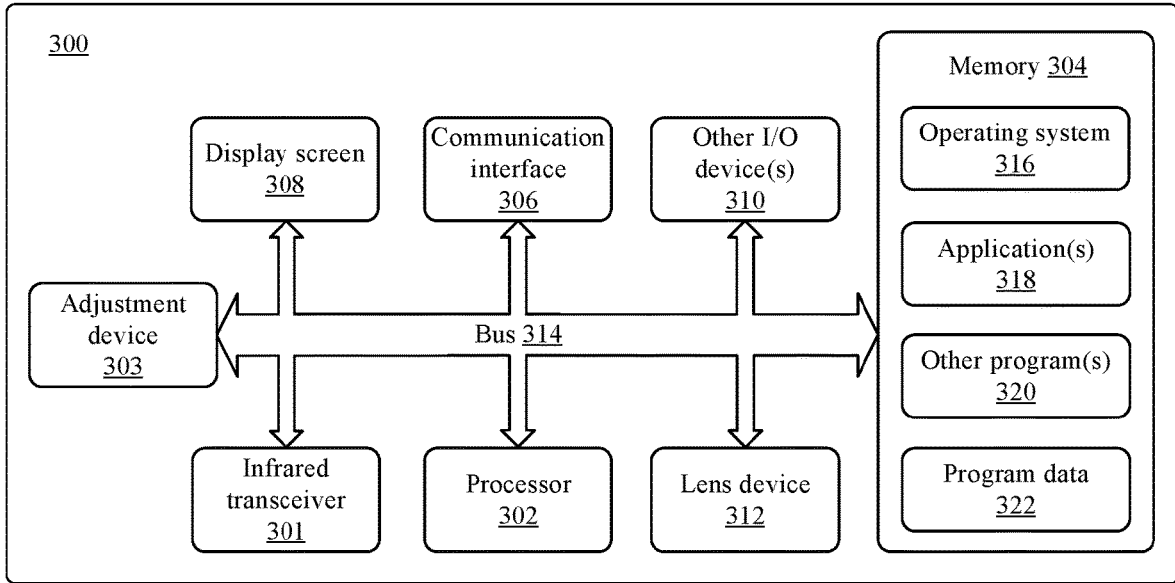 300
Memory 304
Operating system
316
Application(s)
318
Other program(s)
320
Program data
322
Display screen
308
Communication
interface
306
Other I/O
device(s)
310
Adjustment
device
303
Bus 314
Infrared
transceiver
301
Processor
302
Lens device
312